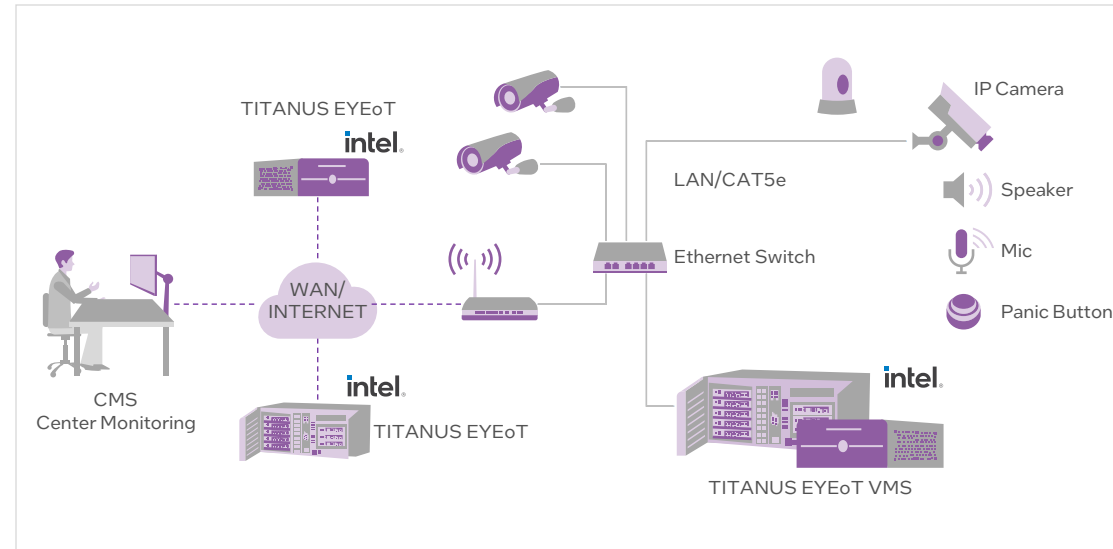 TITANUS EYEoT
intel.
IP Camera
LAN/CAT5e
Speaker
Ethernet Switch
Mic
WAN/
INTERNET
Panic Button
CMS
Center Monitoring
intel.
TITANUS EYEoT
intel.
TITANUS EYEoT VMS